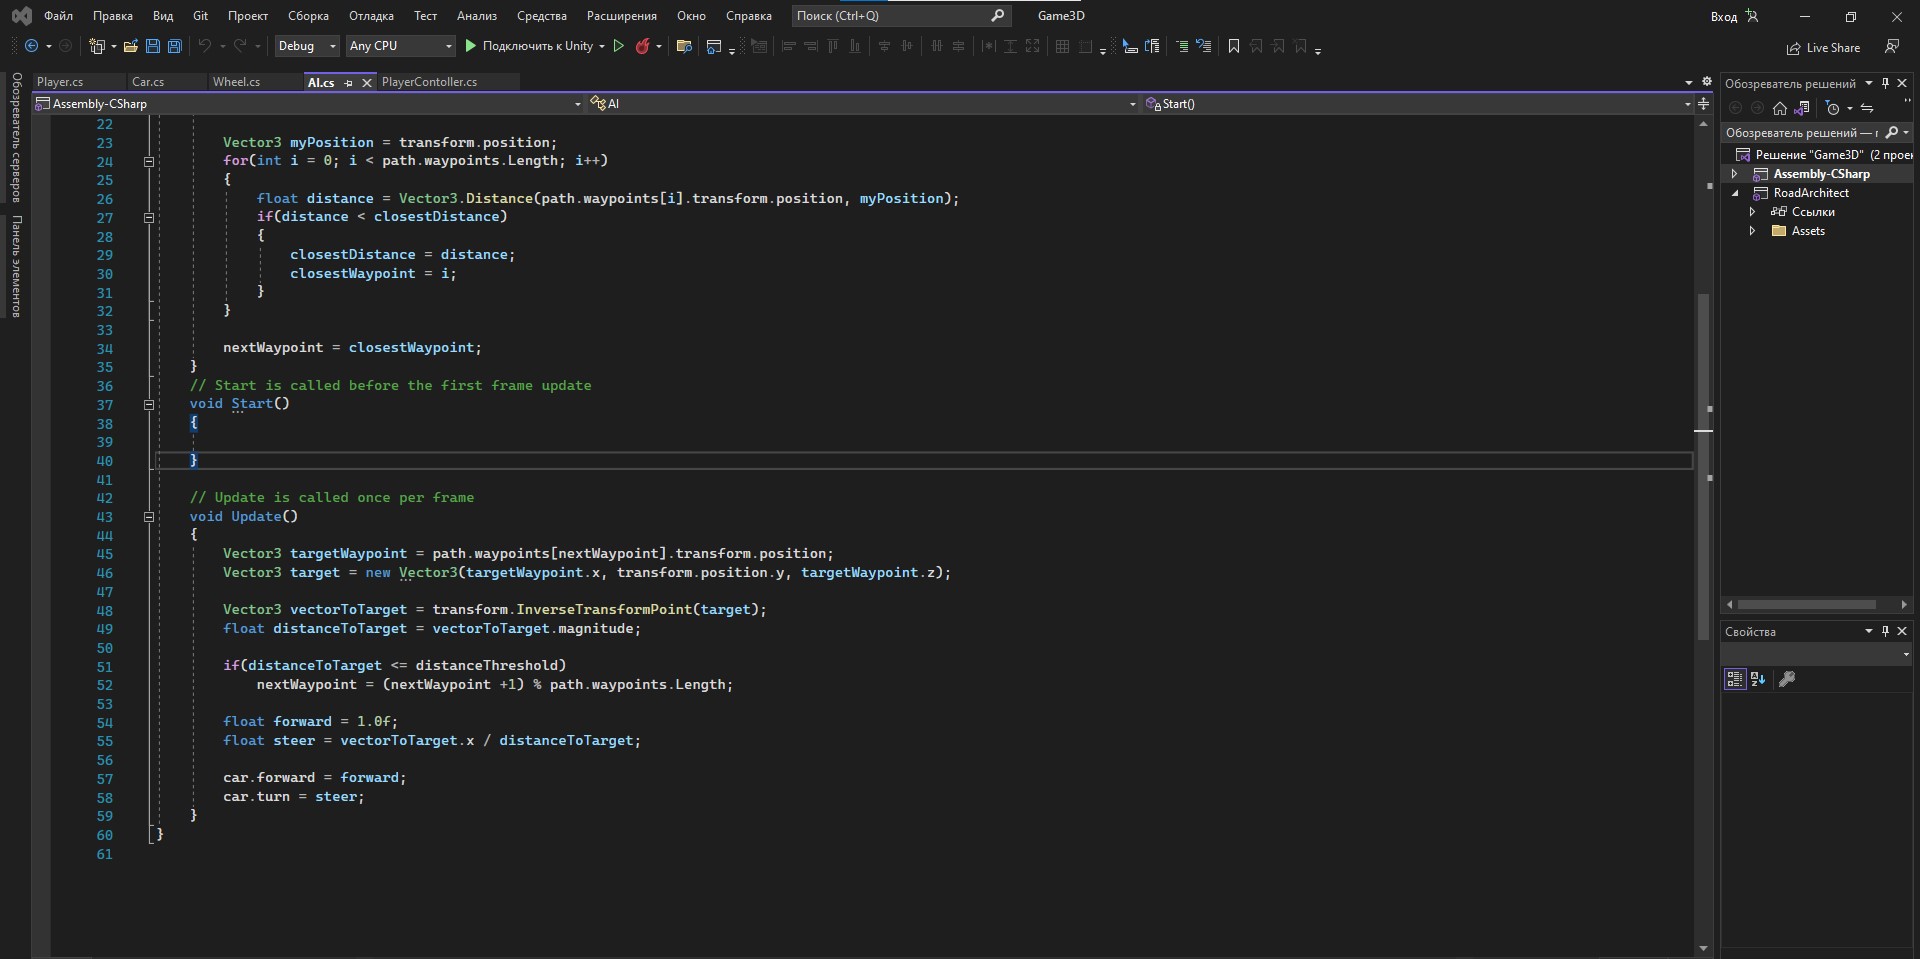 Файл Правка Вид Git Проект Сборка Отладка Тест Анализ Средства Расширения Окно Справка Поиск (Ctrl+Q) Game3D Вход
Debug Any CPU Подключить к Unity Live Share
Обозреватель серверов
Панель элементов
Player.cs Car.cs Wheel.cs AI.cs PlayerContoller.cs
Assembly-CSharp AI Start()
22
23 Vector3 myPosition = transform.position;
24 for(int i = 0; i < path.waypoints.Length; i++)
25 {
26 float distance = Vector3.Distance(path.waypoints[i].transform.position, myPosition);
27 if(distance < closestDistance)
28 {
29 closestDistance = distance;
30 closestWaypoint = i;
31 }
32 }
33
34 nextWaypoint = closestWaypoint;
35 }
36 // Start is called before the first frame update
37 void Start()
38 {
39
40 }
41
42 // Update is called once per frame
43 void Update()
44 {
45 Vector3 targetWaypoint = path.waypoints[nextWaypoint].transform.position;
46 Vector3 target = new Vector3(targetWaypoint.x, transform.position.y, targetWaypoint.z);
47
48 Vector3 vectorToTarget = transform.InverseTransformPoint(target);
49 float distanceToTarget = vectorToTarget.magnitude;
50
51 if(distanceToTarget <= distanceThreshold)
52 nextWaypoint = (nextWaypoint +1) % path.waypoints.Length;
53
54 float forward = 1.0f;
55 float steer = vectorToTarget.x / distanceToTarget;
56
57 car.forward = forward;
58 car.turn = steer;
59 }
60 }
61
Обозреватель решений
Обозреватель решений —
Решение "Game3D" (2 прое
Assembly-CSharp
RoadArchitect
Ссылки
Assets
Свойства